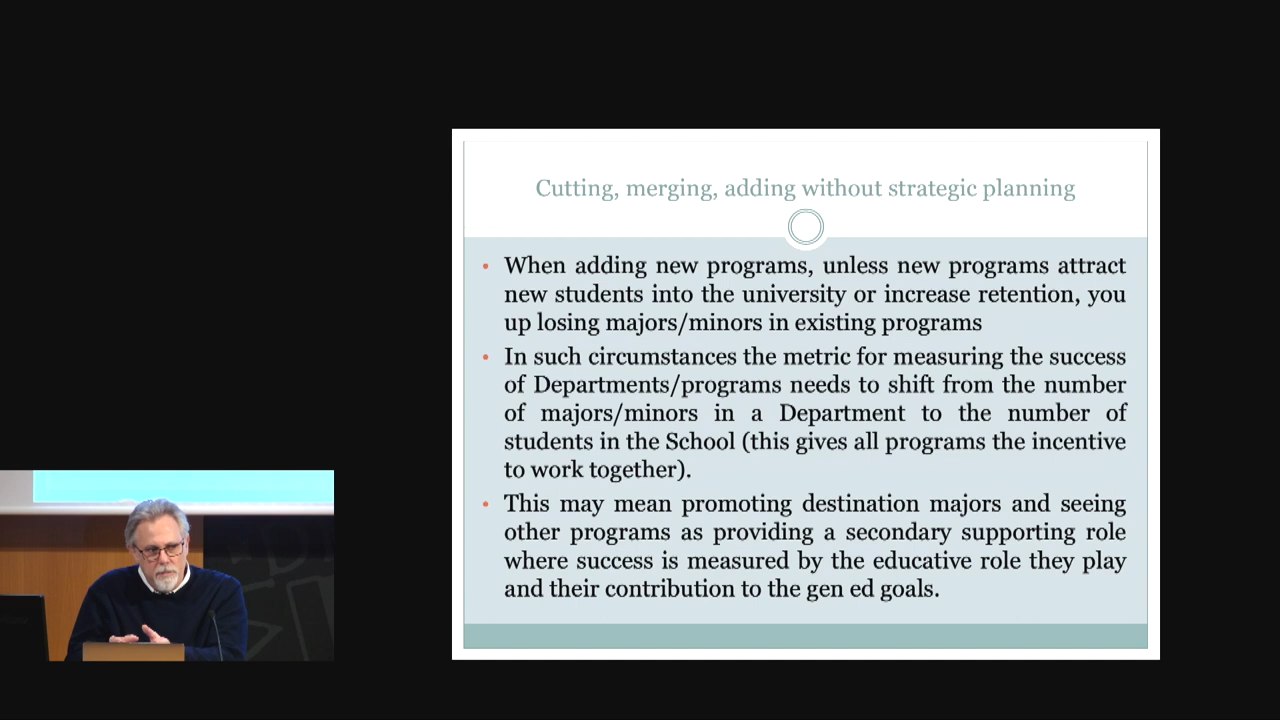 Cutting, merging, adding without strategic planning
• When adding new programs, unless new programs attract
new students into the university or increase retention, you
up losing majors/minors in existing programs
• In such circumstances the metric for measuring the success
of Departments/programs needs to shift from the number
of majors/minors in a Department to the number of
students in the School (this gives all programs the incentive
to work together).
• This may mean promoting destination majors and seeing
other programs as providing a secondary supporting role
where success is measured by the educative role they play
and their contribution to the gen ed goals.